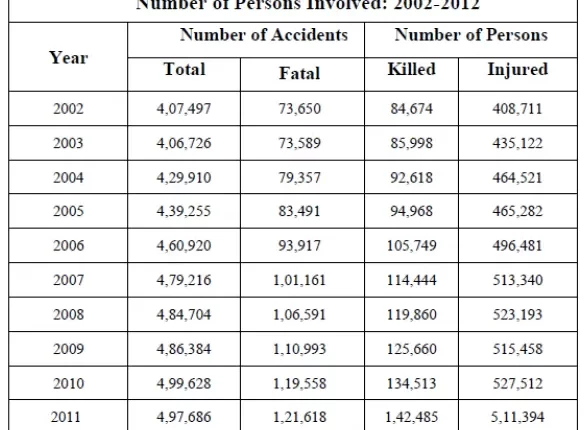 Number of Persons Involved: 2002-2012
Year Number of Accidents Number of Persons
Total Fatal Killed Injured
2002 4,07,497 73,650 84,674 408,711
2003 4,06,726 73,589 85,998 435,122
2004 4,29,910 79,357 92,618 464,521
2005 4,39,255 83,491 94,968 465,282
2006 4,60,920 93,917 105,749 496,481
2007 4,79,216 1,01,161 114,444 513,340
2008 4,84,704 1,06,591 119,860 523,193
2009 4,86,384 1,10,993 125,660 515,458
2010 4,99,628 1,19,558 134,513 527,512
2011 4,97,686 1,21,618 1,42,485 5,11,394